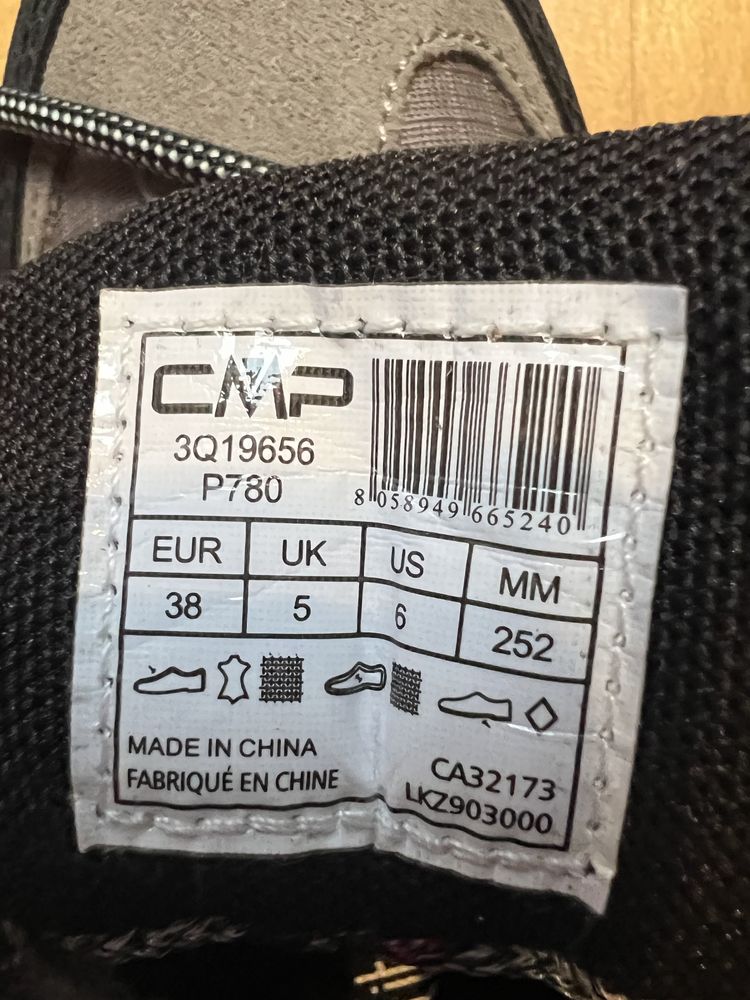 CMP
3Q19656
P780
8 058949 665240
EUR UK US MM
38 5 6 252
MADE IN CHINA
FABRIQUÉ EN CHINE
CA32173
LKZ903000